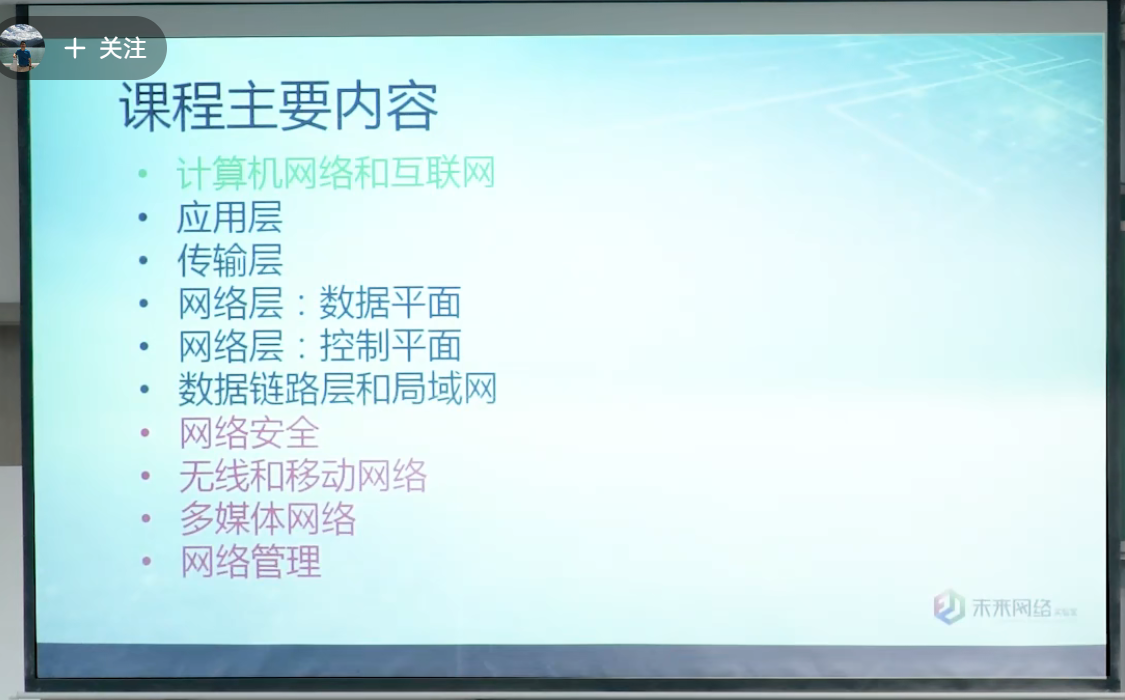 + 关注
课程主要内容
• 计算机网络和互联网
• 应用层
• 传输层
• 网络层：数据平面
• 网络层：控制平面
• 数据链路层和局域网
• 网络安全
• 无线和移动网络
• 多媒体网络
• 网络管理
未来网络